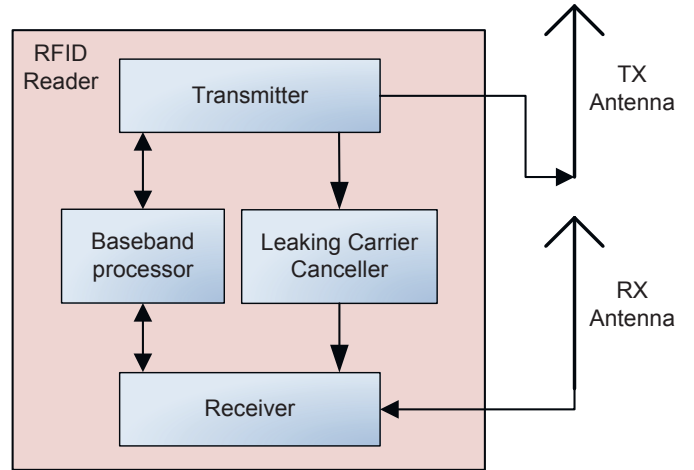 RFID
Reader
Transmitter
TX
Antenna
Baseband
processor
Leaking Carrier
Canceller
RX
Antenna
Receiver